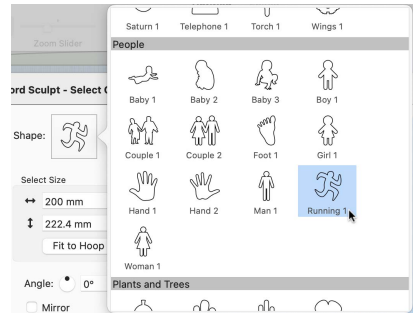 Saturn 1 Telephone 1 Torch 1 Wings 1
Zoom Slider
People
ord Sculpt - Select
Baby 1 Baby 2 Baby 3 Boy 1
Shape:
Couple 1 Couple 2 Foot 1 Girl 1
Select Size
200 mm
Hand 1 Hand 2 Man 1 Running 1
222.4 mm
Fit to Hoop
Woman 1
Angle: 0°
Plants and Trees
Mirror